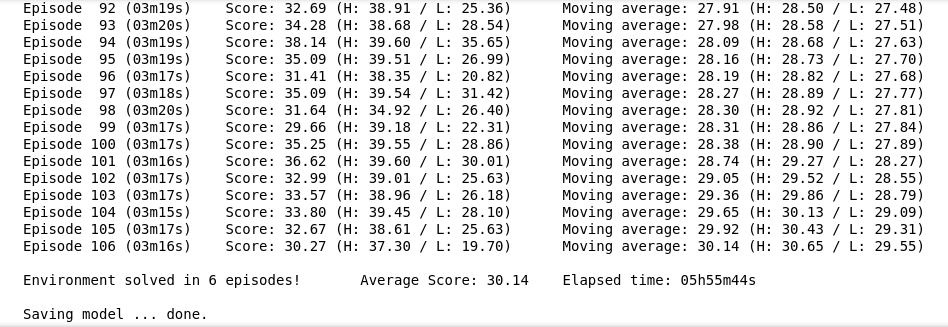 Episode  92 (03m19s)    Score: 32.69 (H: 38.91 / L: 25.36)      Moving average: 27.91 (H: 28.50 / L: 27.48)
Episode  93 (03m20s)    Score: 34.28 (H: 38.68 / L: 28.54)      Moving average: 27.98 (H: 28.58 / L: 27.51)
Episode  94 (03m19s)    Score: 38.14 (H: 39.60 / L: 35.65)      Moving average: 28.09 (H: 28.68 / L: 27.63)
Episode  95 (03m19s)    Score: 35.09 (H: 39.51 / L: 26.99)      Moving average: 28.16 (H: 28.73 / L: 27.70)
Episode  96 (03m17s)    Score: 31.41 (H: 38.35 / L: 20.82)      Moving average: 28.19 (H: 28.82 / L: 27.68)
Episode  97 (03m18s)    Score: 35.09 (H: 39.54 / L: 31.42)      Moving average: 28.27 (H: 28.89 / L: 27.77)
Episode  98 (03m20s)    Score: 31.64 (H: 34.92 / L: 26.40)      Moving average: 28.30 (H: 28.92 / L: 27.81)
Episode  99 (03m17s)    Score: 29.66 (H: 39.18 / L: 22.31)      Moving average: 28.31 (H: 28.86 / L: 27.84)
Episode 100 (03m17s)    Score: 35.25 (H: 39.55 / L: 28.86)      Moving average: 28.38 (H: 28.90 / L: 27.89)
Episode 101 (03m16s)    Score: 36.62 (H: 39.60 / L: 30.01)      Moving average: 28.74 (H: 29.27 / L: 28.27)
Episode 102 (03m17s)    Score: 32.99 (H: 39.01 / L: 25.63)      Moving average: 29.05 (H: 29.52 / L: 28.55)
Episode 103 (03m17s)    Score: 33.57 (H: 38.96 / L: 26.18)      Moving average: 29.36 (H: 29.86 / L: 28.79)
Episode 104 (03m15s)    Score: 33.80 (H: 39.45 / L: 28.10)      Moving average: 29.65 (H: 30.13 / L: 29.09)
Episode 105 (03m17s)    Score: 32.67 (H: 38.61 / L: 25.63)      Moving average: 29.92 (H: 30.43 / L: 29.31)
Episode 106 (03m16s)    Score: 30.27 (H: 37.30 / L: 19.70)      Moving average: 30.14 (H: 30.65 / L: 29.55)
Environment solved in 6 episodes!       Average Score: 30.14    Elapsed time: 05h55m44s
Saving model ... done.